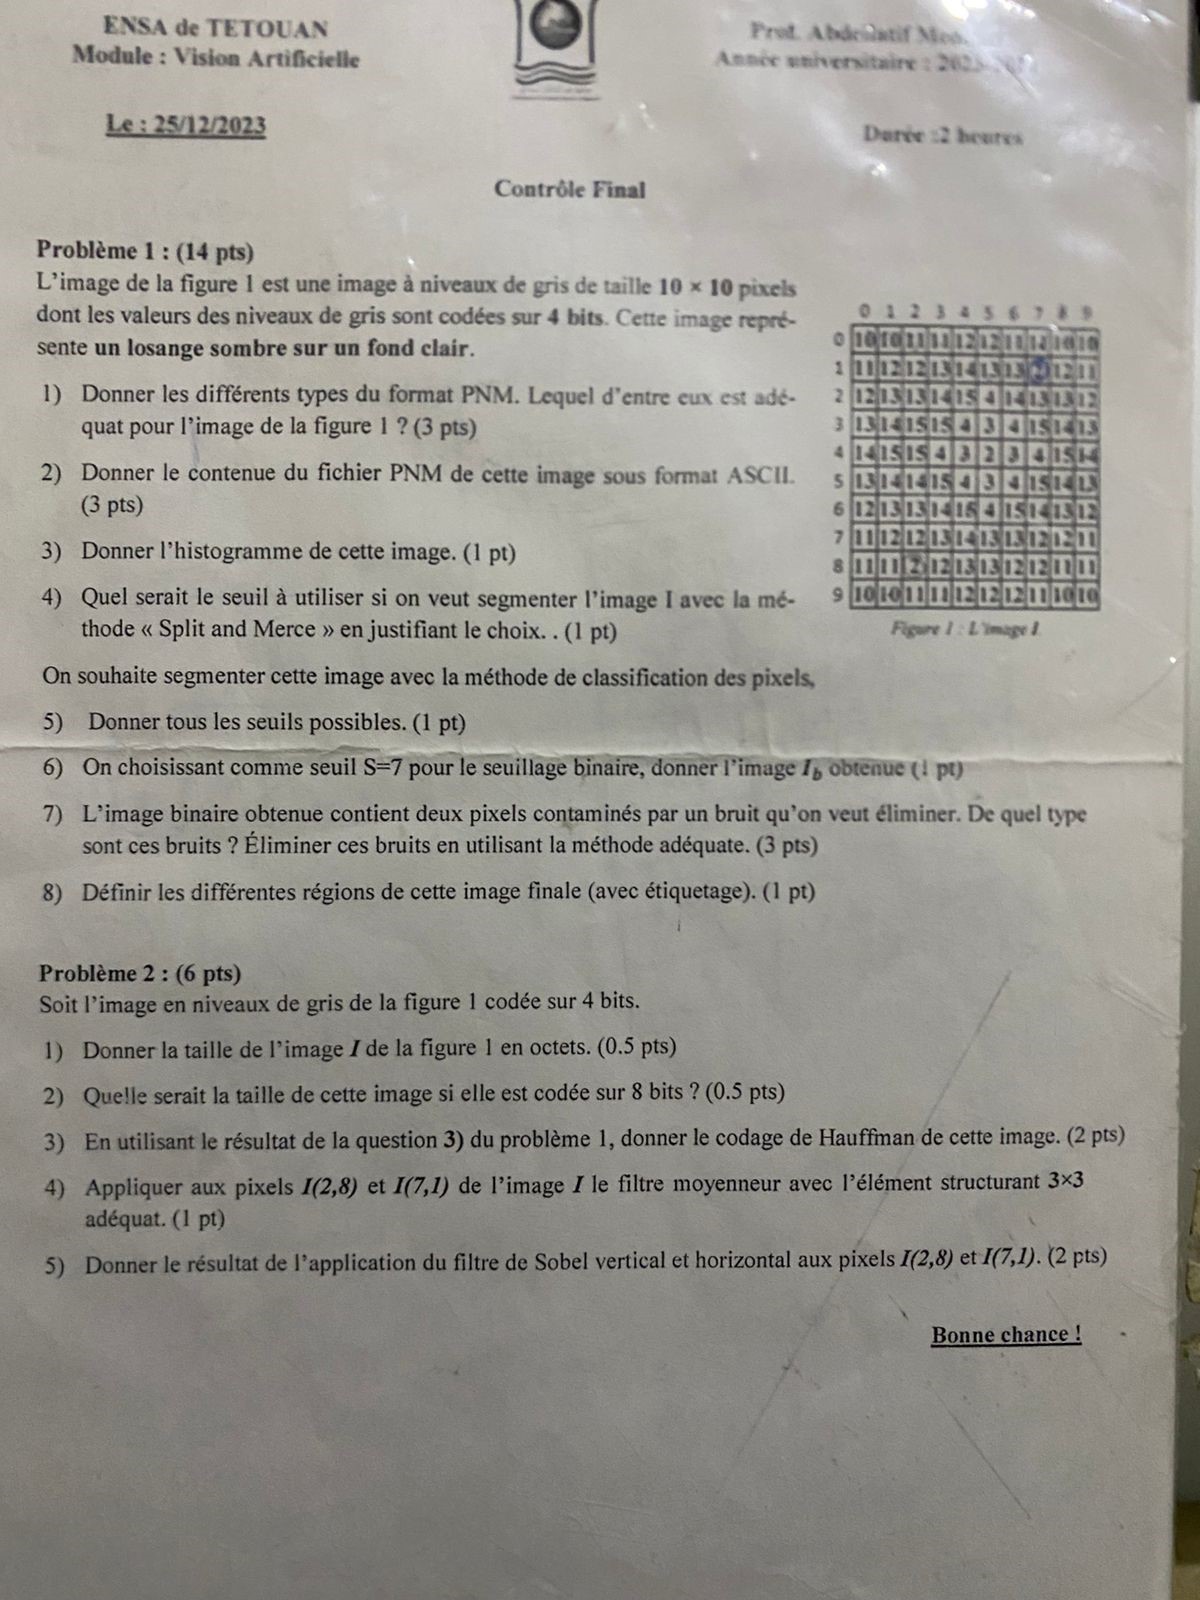 ENSA de TETOUAN
Module : Vision Artificielle
Prof. Abdellatif
Année universitaire :
Le : 25/12/2023
Durée :2 heures
Contrôle Final
Problème 1 : (14 pts)
L'image de la figure 1 est une image à niveaux de gris de taille 10 × 10 pixels
dont les valeurs des niveaux de gris sont codées sur 4 bits. Cette image repré-
sente un losange sombre sur un fond clair.
1) Donner les différents types du format PNM. Lequel d'entre eux est adé-
quat pour l'image de la figure 1 ? (3 pts)
2) Donner le contenue du fichier PNM de cette image sous format ASCII.
(3 pts)
3) Donner l'histogramme de cette image. (1 pt)
4) Quel serait le seuil à utiliser si on veut segmenter l'image I avec la mé-
thode « Split and Merce » en justifiant le choix. . (1 pt)
0 1 2 3 4 5 6 7 8 9
0 10 10 11 11 12 12 11 10 10
1 11 12 12 13 14 13 13 12 11
2 12 13 13 14 15 4 14 13 13 12
3 13 14 15 15 4 3 4 15 14 13
4 14 15 15 4 3 2 3 4 15 14
5 13 14 14 15 4 3 4 15 14 13
6 12 13 13 14 15 4 15 14 13 12
7 11 12 12 13 14 13 13 12 12 11
8 11 11 2 12 13 13 12 12 11 11
9 10 10 11 11 12 12 12 11 10 10
Figure 1 : L'image I.
On souhaite segmenter cette image avec la méthode de classification des pixels,
5) Donner tous les seuils possibles. (1 pt)
6) On choisissant comme seuil S=7 pour le seuillage binaire, donner l'image Ib obtenue (1 pt)
7) L'image binaire obtenue contient deux pixels contaminés par un bruit qu'on veut éliminer. De quel type
sont ces bruits ? Éliminer ces bruits en utilisant la méthode adéquate. (3 pts)
8) Définir les différentes régions de cette image finale (avec étiquetage). (1 pt)
Problème 2 : (6 pts)
Soit l'image en niveaux de gris de la figure 1 codée sur 4 bits.
1) Donner la taille de l'image I de la figure 1 en octets. (0.5 pts)
2) Quelle serait la taille de cette image si elle est codée sur 8 bits ? (0.5 pts)
3) En utilisant le résultat de la question 3) du problème 1, donner le codage de Hauffman de cette image. (2 pts)
4) Appliquer aux pixels I(2,8) et I(7,1) de l'image I le filtre moyenneur avec l'élément structurant 3×3
adéquat. (1 pt)
5) Donner le résultat de l'application du filtre de Sobel vertical et horizontal aux pixels I(2,8) et I(7,1). (2 pts)
Bonne chance !